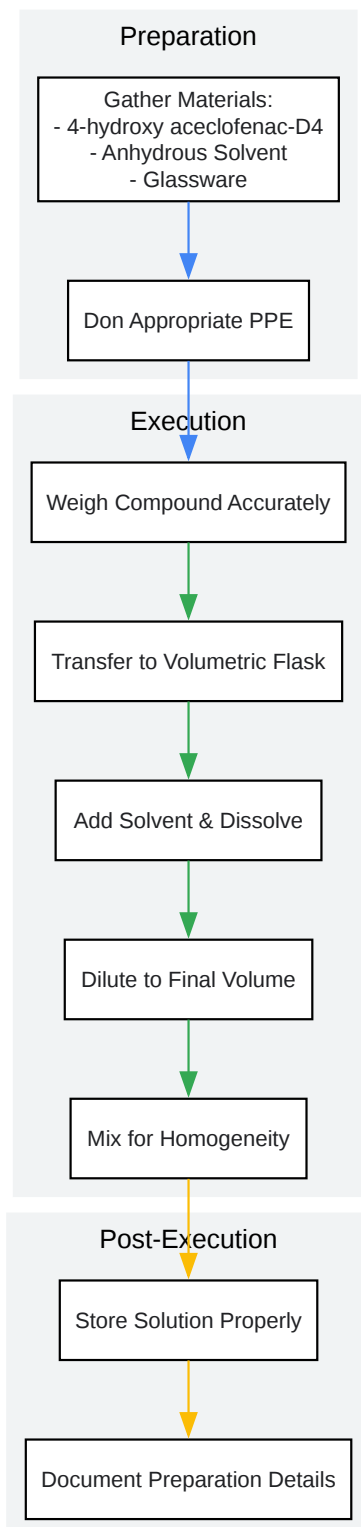 Preparation
Gather Materials:
- 4-hydroxy aceclofenac-D4
- Anhydrous Solvent
- Glassware
Don Appropriate PPE
Execution
Weigh Compound Accurately
Transfer to Volumetric Flask
Add Solvent & Dissolve
Dilute to Final Volume
Mix for Homogeneity
Post-Execution
Store Solution Properly
Document Preparation Details